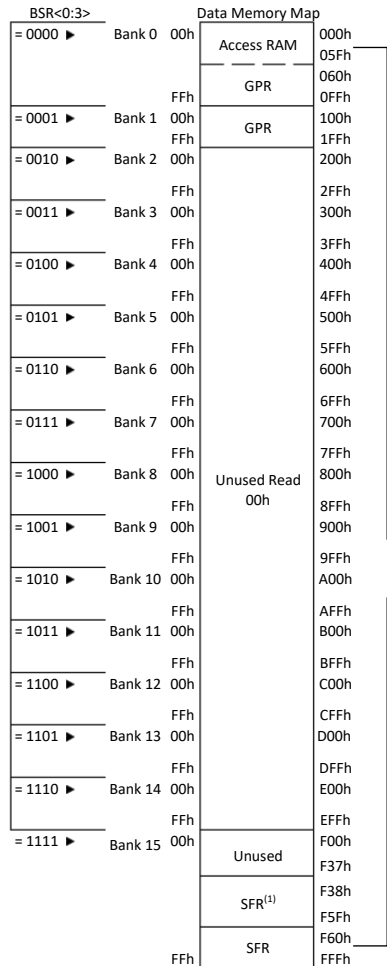 BSR<0:3> Data Memory Map
= 0000 ► Bank 0 00h Access RAM 000h
05Fh
GPR 060h
FFh 0FFh
= 0001 ► Bank 1 00h GPR 100h
FFh 1FFh
= 0010 ► Bank 2 00h 200h
FFh 2FFh
= 0011 ► Bank 3 00h 300h
FFh 3FFh
= 0100 ► Bank 4 00h 400h
FFh 4FFh
= 0101 ► Bank 5 00h 500h
FFh 5FFh
= 0110 ► Bank 6 00h 600h
FFh 6FFh
= 0111 ► Bank 7 00h 700h
FFh 7FFh
= 1000 ► Bank 8 00h Unused Read 800h
00h
FFh 8FFh
= 1001 ► Bank 9 00h 900h
FFh 9FFh
= 1010 ► Bank 10 00h A00h
FFh AFFh
= 1011 ► Bank 11 00h B00h
FFh BFFh
= 1100 ► Bank 12 00h C00h
FFh CFFh
= 1101 ► Bank 13 00h D00h
FFh DFFh
= 1110 ► Bank 14 00h E00h
FFh EFFh
= 1111 ► Bank 15 00h F00h
Unused
F37h
F38h
SFR(1)
F5Fh
F60h
SFR
FFh FFFh